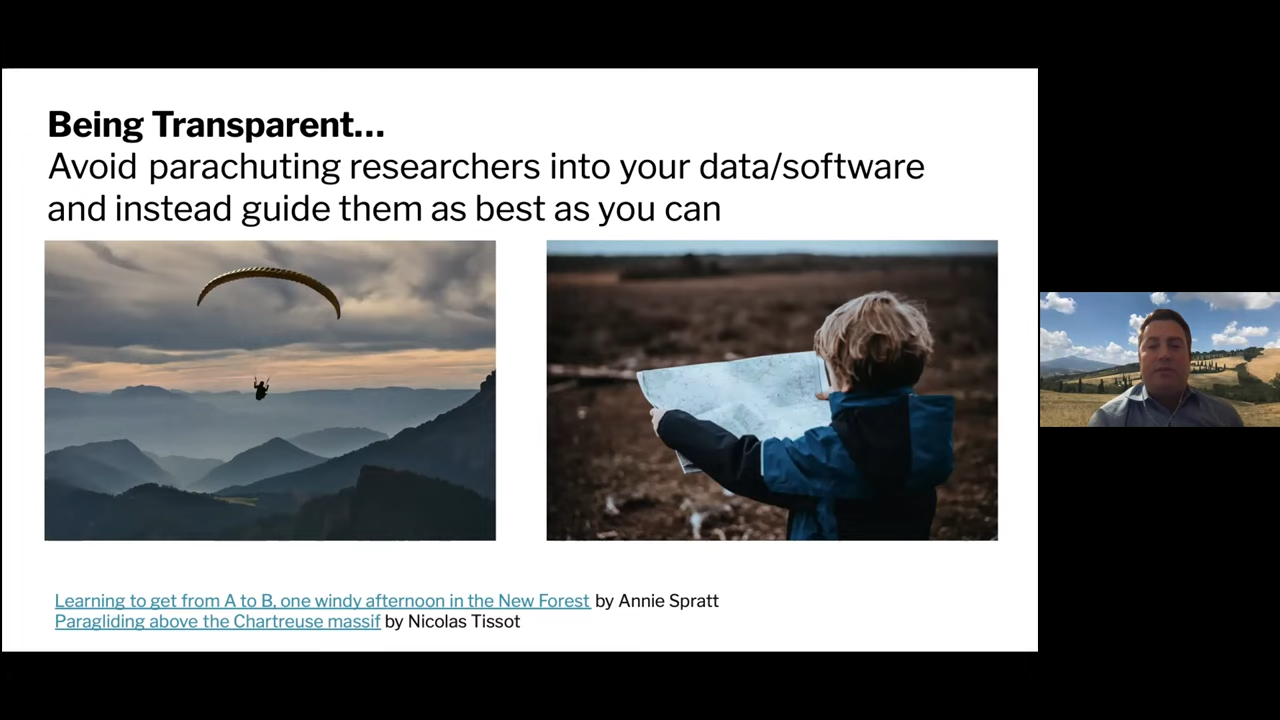 Being Transparent...
Avoid parachuting researchers into your data/software
and instead guide them as best as you can
Learning to get from A to B, one windy afternoon in the New Forest by Annie Spratt
Paragliding above the Chartreuse massif by Nicolas Tissot